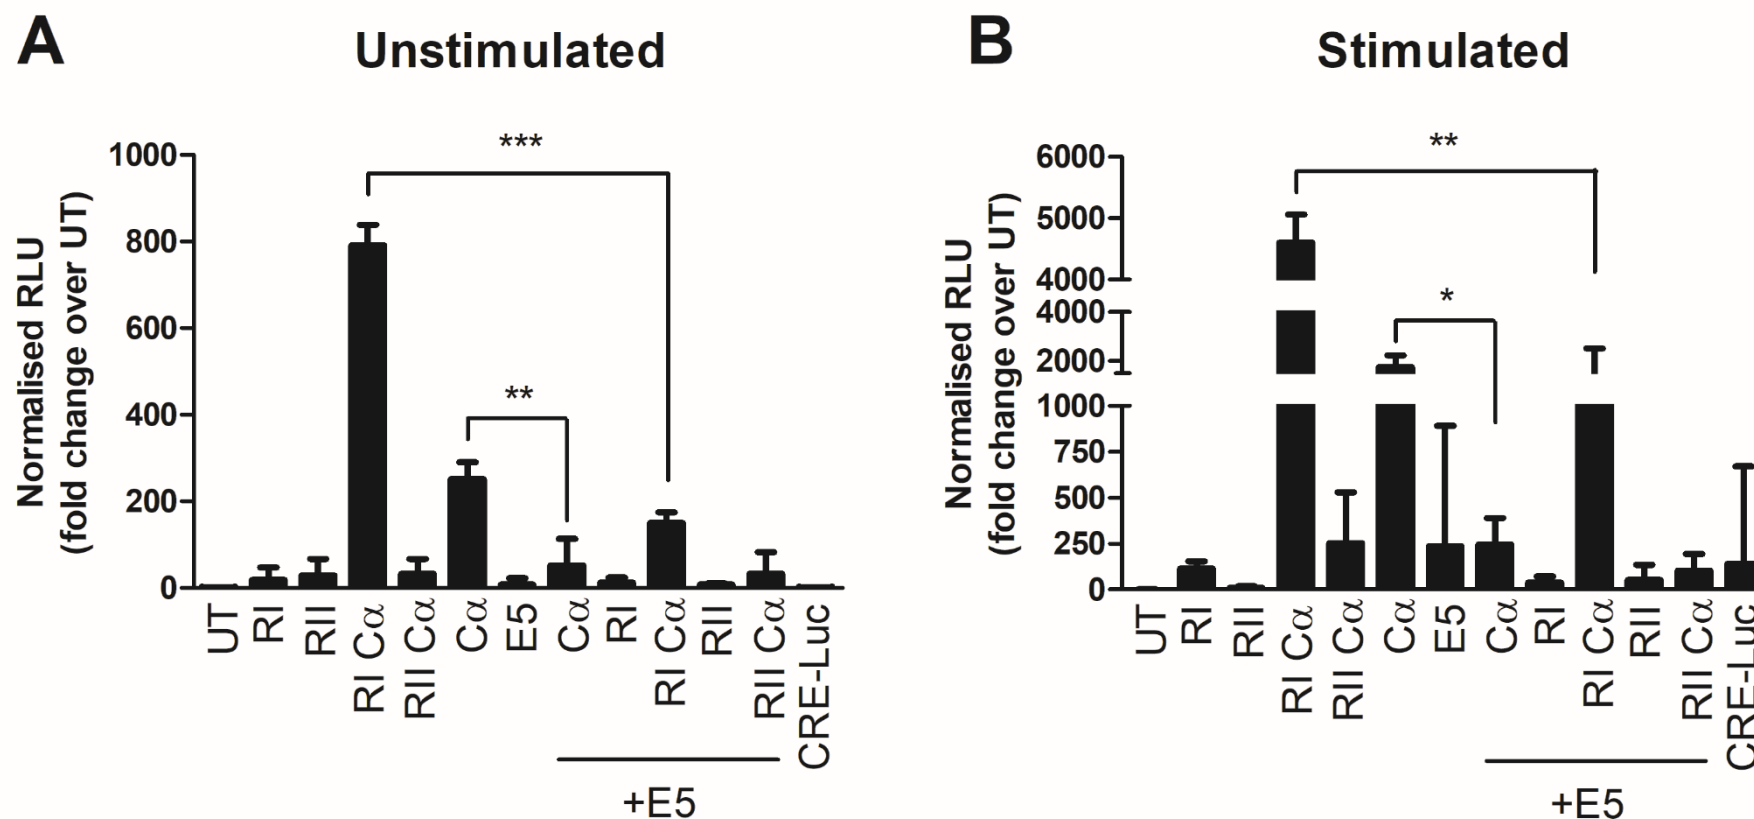 A
Unstimulated
Normalised RLU
(fold change over UT)
1000
800
600
400
200
0
***
**
UT
RI
RII
RI Cα
RII Cα
Cα
E5
Cα
RI
RI Cα
RII
RII Cα
CRE-Luc
+E5
B
Stimulated
Normalised RLU
(fold change over UT)
6000
5000
4000
4000
2000
1000
750
500
250
0
**
*
UT
RI
RII
RI Cα
RII Cα
Cα
E5
Cα
RI
RI Cα
RII
RII Cα
CRE-Luc
+E5